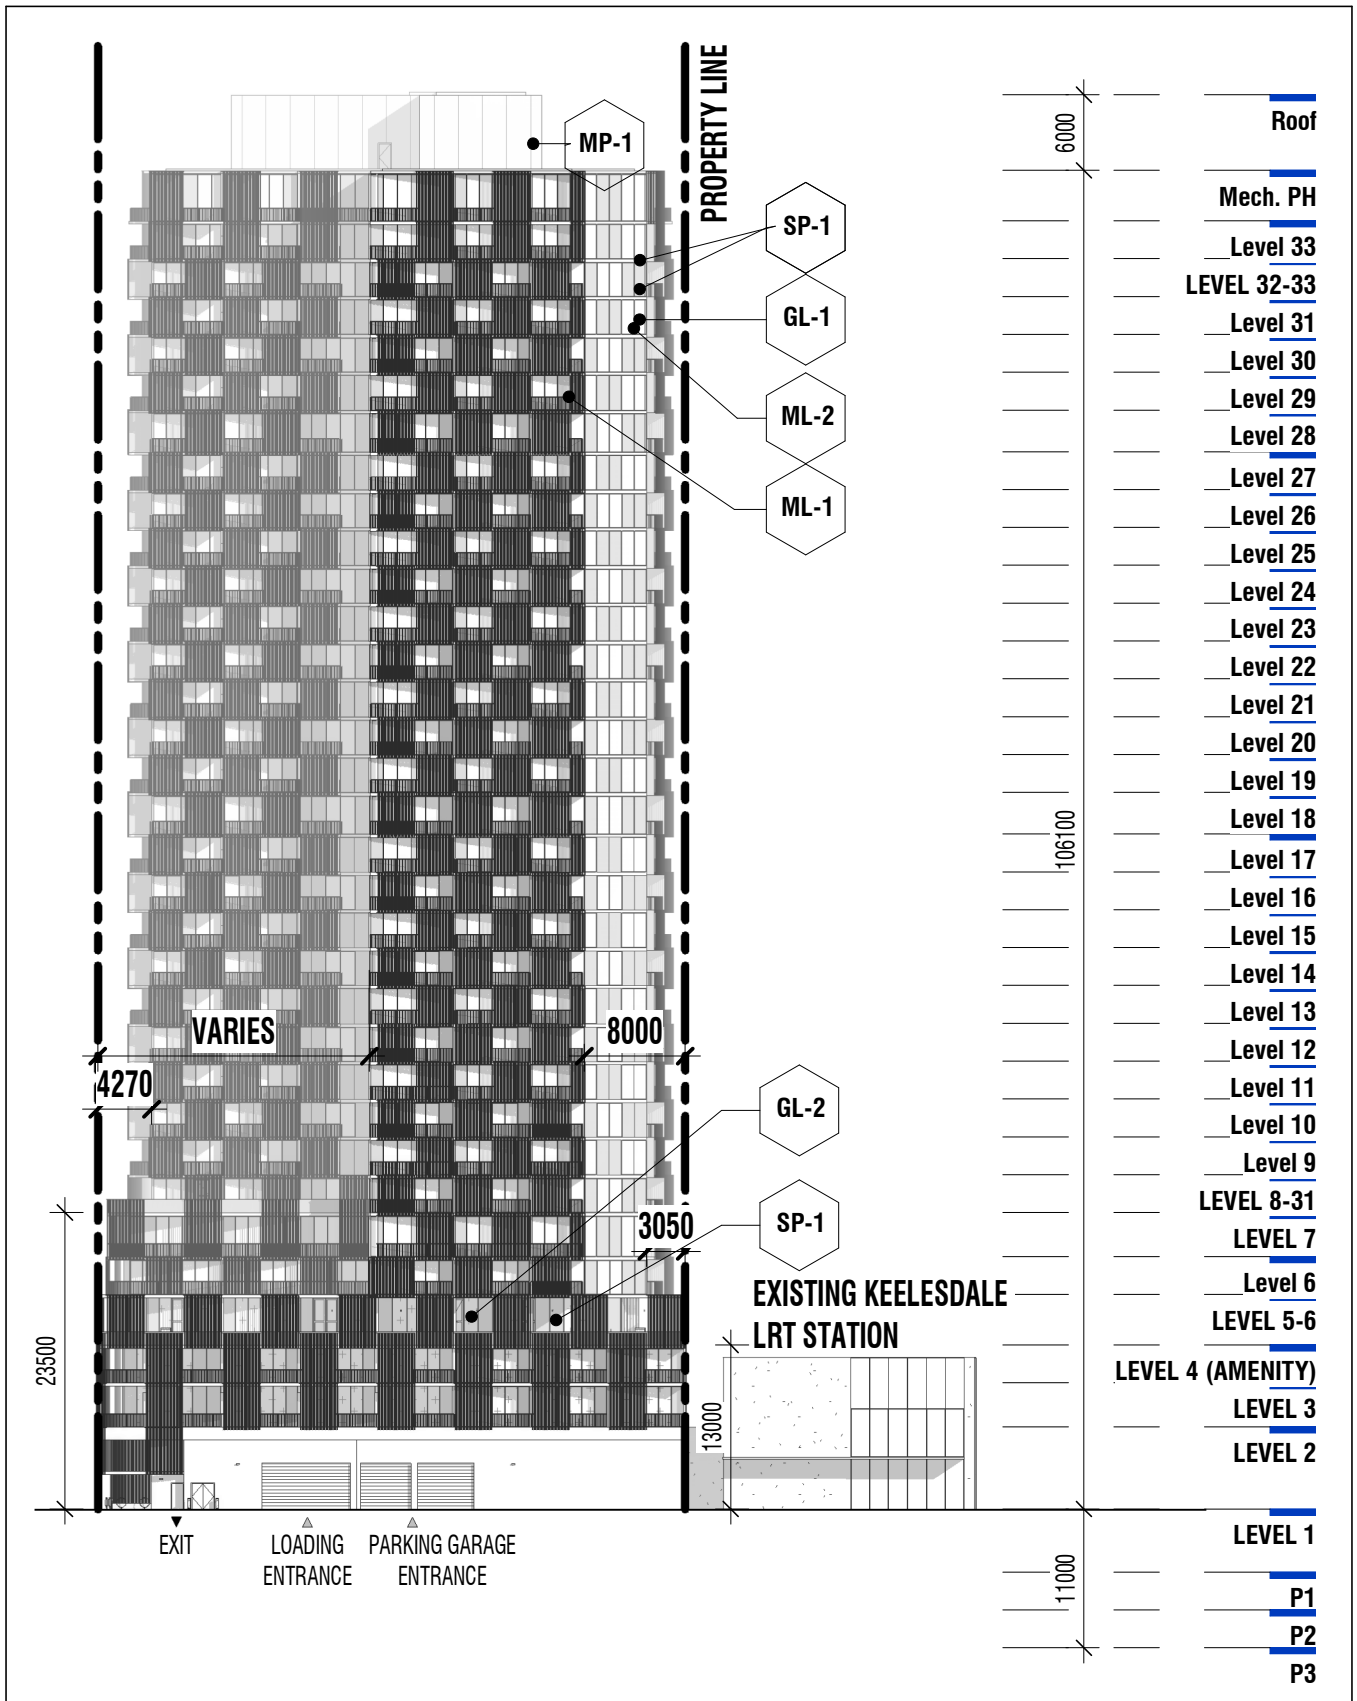 PROPERTY LINE
MP-1
SP-1
GL-1
ML-2
ML-1
6000
Roof
Mech. PH
Level 33
LEVEL 32-33
Level 31
Level 30
Level 29
Level 28
Level 27
Level 26
Level 25
Level 24
Level 23
Level 22
Level 21
Level 20
Level 19
Level 18
106100
Level 17
Level 16
Level 15
Level 14
Level 13
Level 12
Level 11
Level 10
Level 9
LEVEL 8-31
LEVEL 7
Level 6
LEVEL 5-6
LEVEL 4 (AMENITY)
LEVEL 3
LEVEL 2
LEVEL 1
11000
P1
P2
P3
VARIES
8000
4270
GL-2
SP-1
3050
23500
EXISTING KEELESDALE
LRT STATION
13000
EXIT
LOADING
ENTRANCE
PARKING GARAGE
ENTRANCE